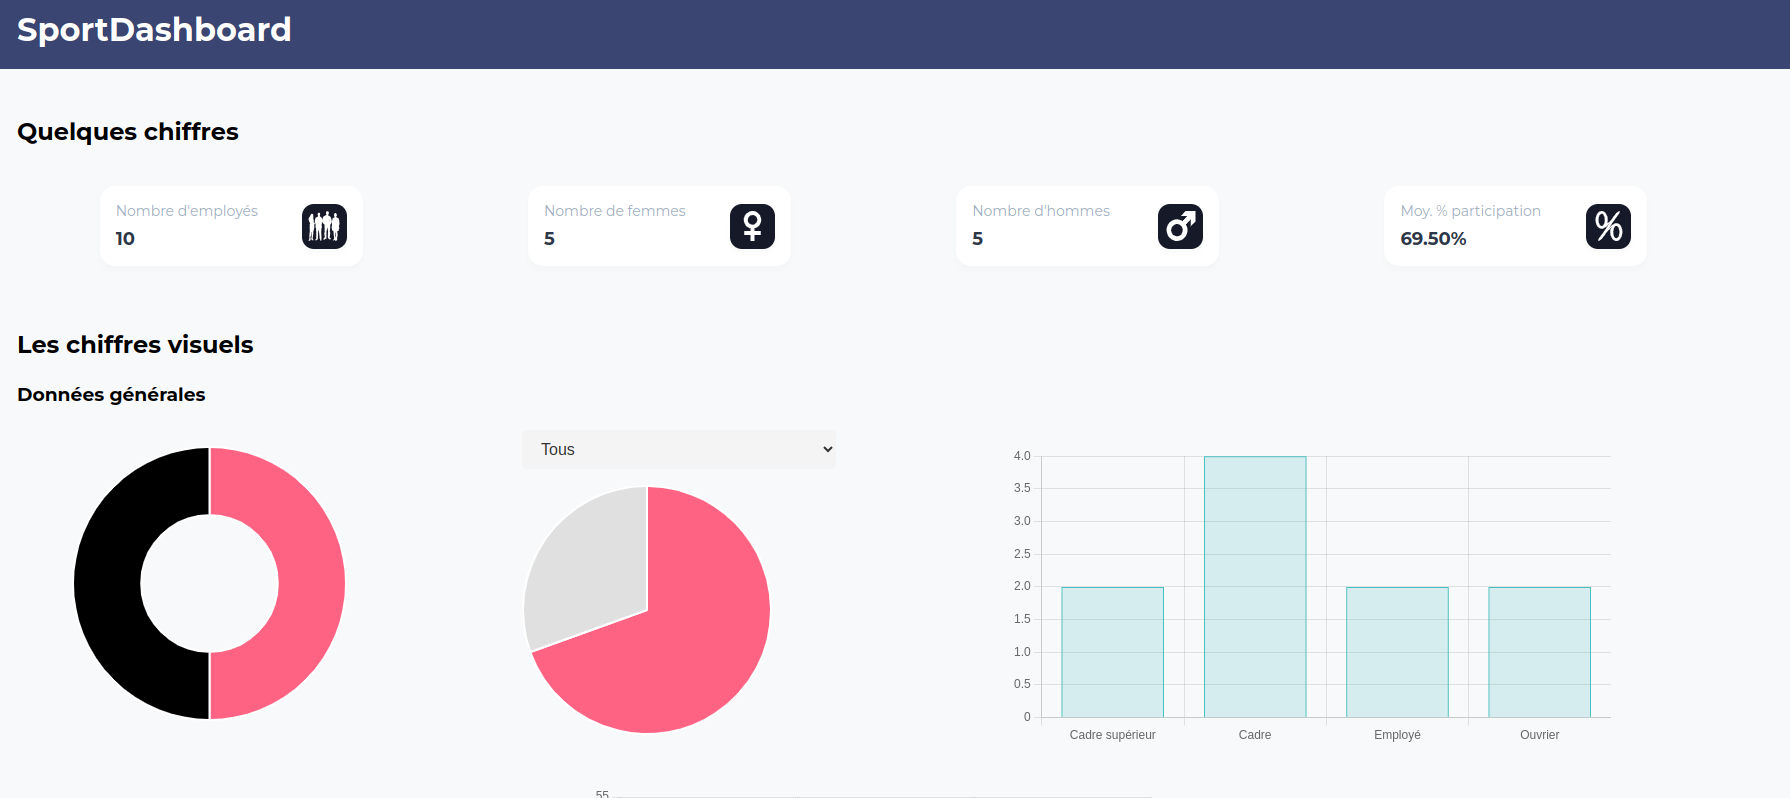 SportDashboard
Quelques chiffres
Nombre d'employés
10
Nombre de femmes
5
Nombre d'hommes
5
Moy. % participation
69.50%
Les chiffres visuels
Données générales
Tous
4.0
3.5
3.0
2.5
2.0
1.5
1.0
0.5
0
Cadre supérieur
Cadre
Employé
Ouvrier
55